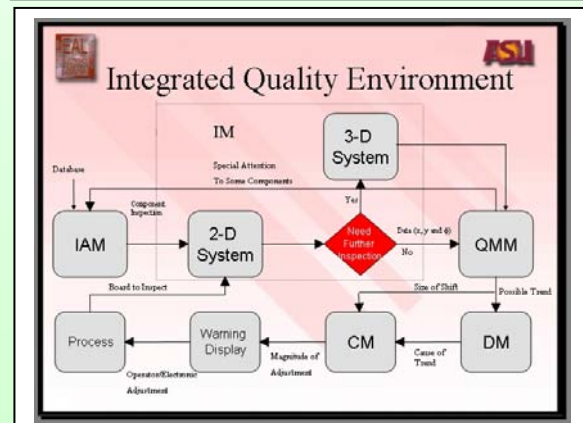 EAL
ASU
Integrated Quality Environment
IM
3-D
System
Special Attention
To Some Components
Database
Yes
Component
Inspection
IAM
2-D
System
Need
Further
Inspection
Data (x, y and ϕ)
No
QMM
Board to Inspect
Size of Shift
Possible Trend
Process
Warning
Display
CM
DM
Magnitude of
Adjustment
Cause of
Trend
Operator/Electronic
Adjustment